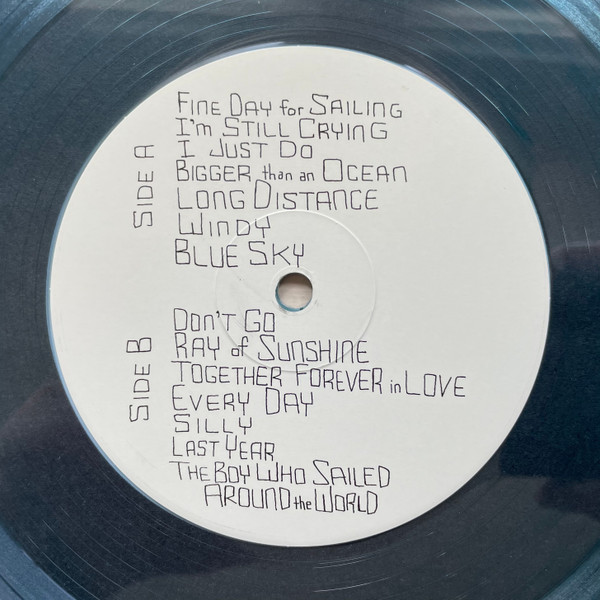 SIDE A
FINE DAY for SAILING
I'm STILL CRYING
I JUST DO
BIGGER than an OCEAN
LONG DISTANCE
WINDY
BLUE SKY
SIDE B
DON'T GO
RAY of SUNSHINE
TOGETHER FOREVER in LOVE
EVERY DAY
SILLY
LAST YEAR
THE BOY WHO SAILED
AROUND the WORLD